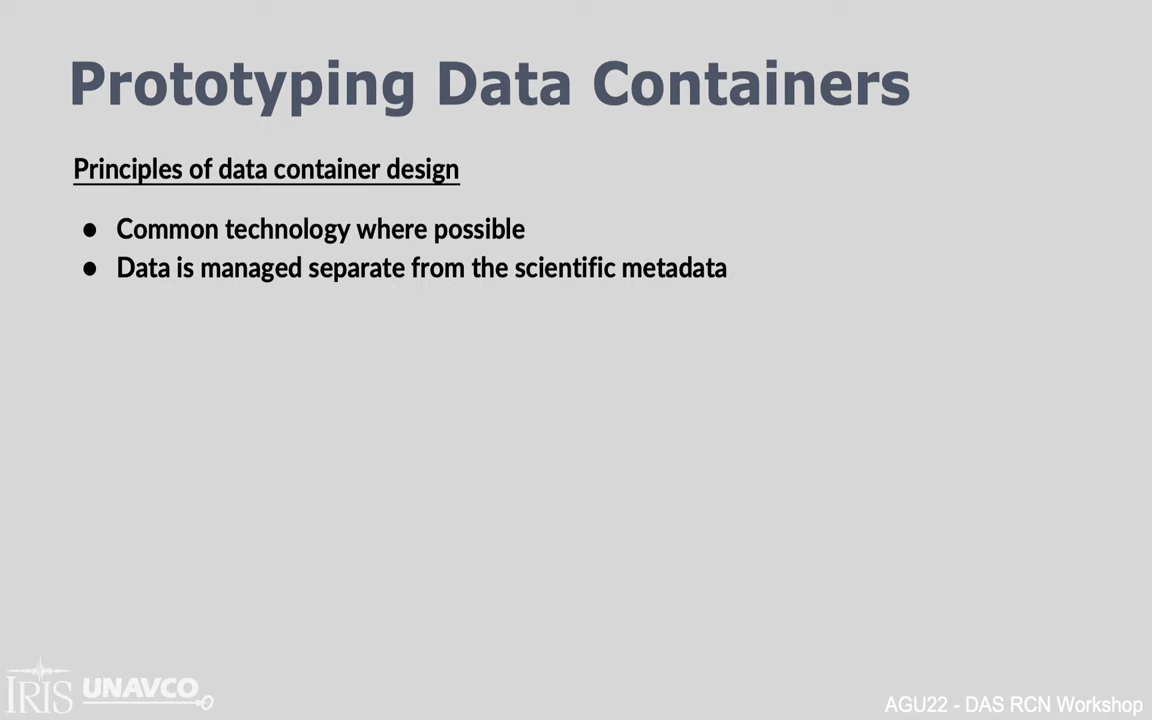 Prototyping Data Containers
Principles of data container design
● Common technology where possible
● Data is managed separate from the scientific metadata
IRIS UNAVCO
AGU22 - DAS RCN Workshop